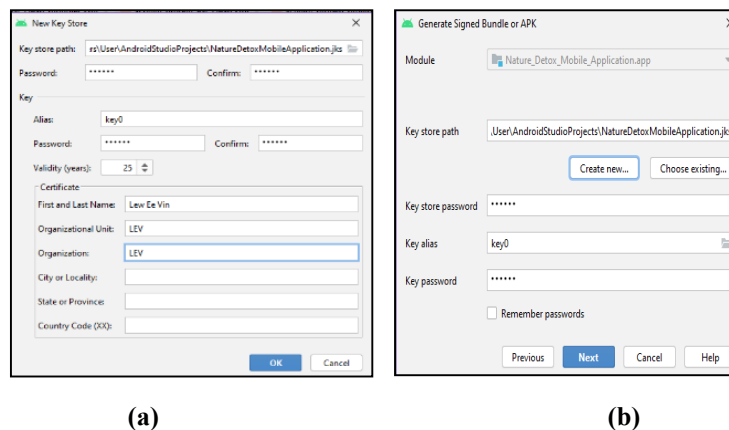 New Key Store
Key store path: rs\User\AndroidStudioProjects\NatureDetoxMobileApplication.jks
Password: •••••• Confirm: ••••••
Key
Alias: key0
Password: •••••• Confirm: ••••••
Validity (years): 25
Certificate
First and Last Name: Lew Ee Vin
Organizational Unit: LEV
Organization: LEV
City or Locality:
State or Province:
Country Code (XX):
OK Cancel
(a)
Generate Signed Bundle or APK
Module Nature_Detox_Mobile_Application.app
Key store path .User\AndroidStudioProjects\NatureDetoxMobileApplication.jks
Create new... Choose existing...
Key store password ••••••
Key alias key0
Key password ••••••
Remember passwords
Previous Next Cancel Help
(b)